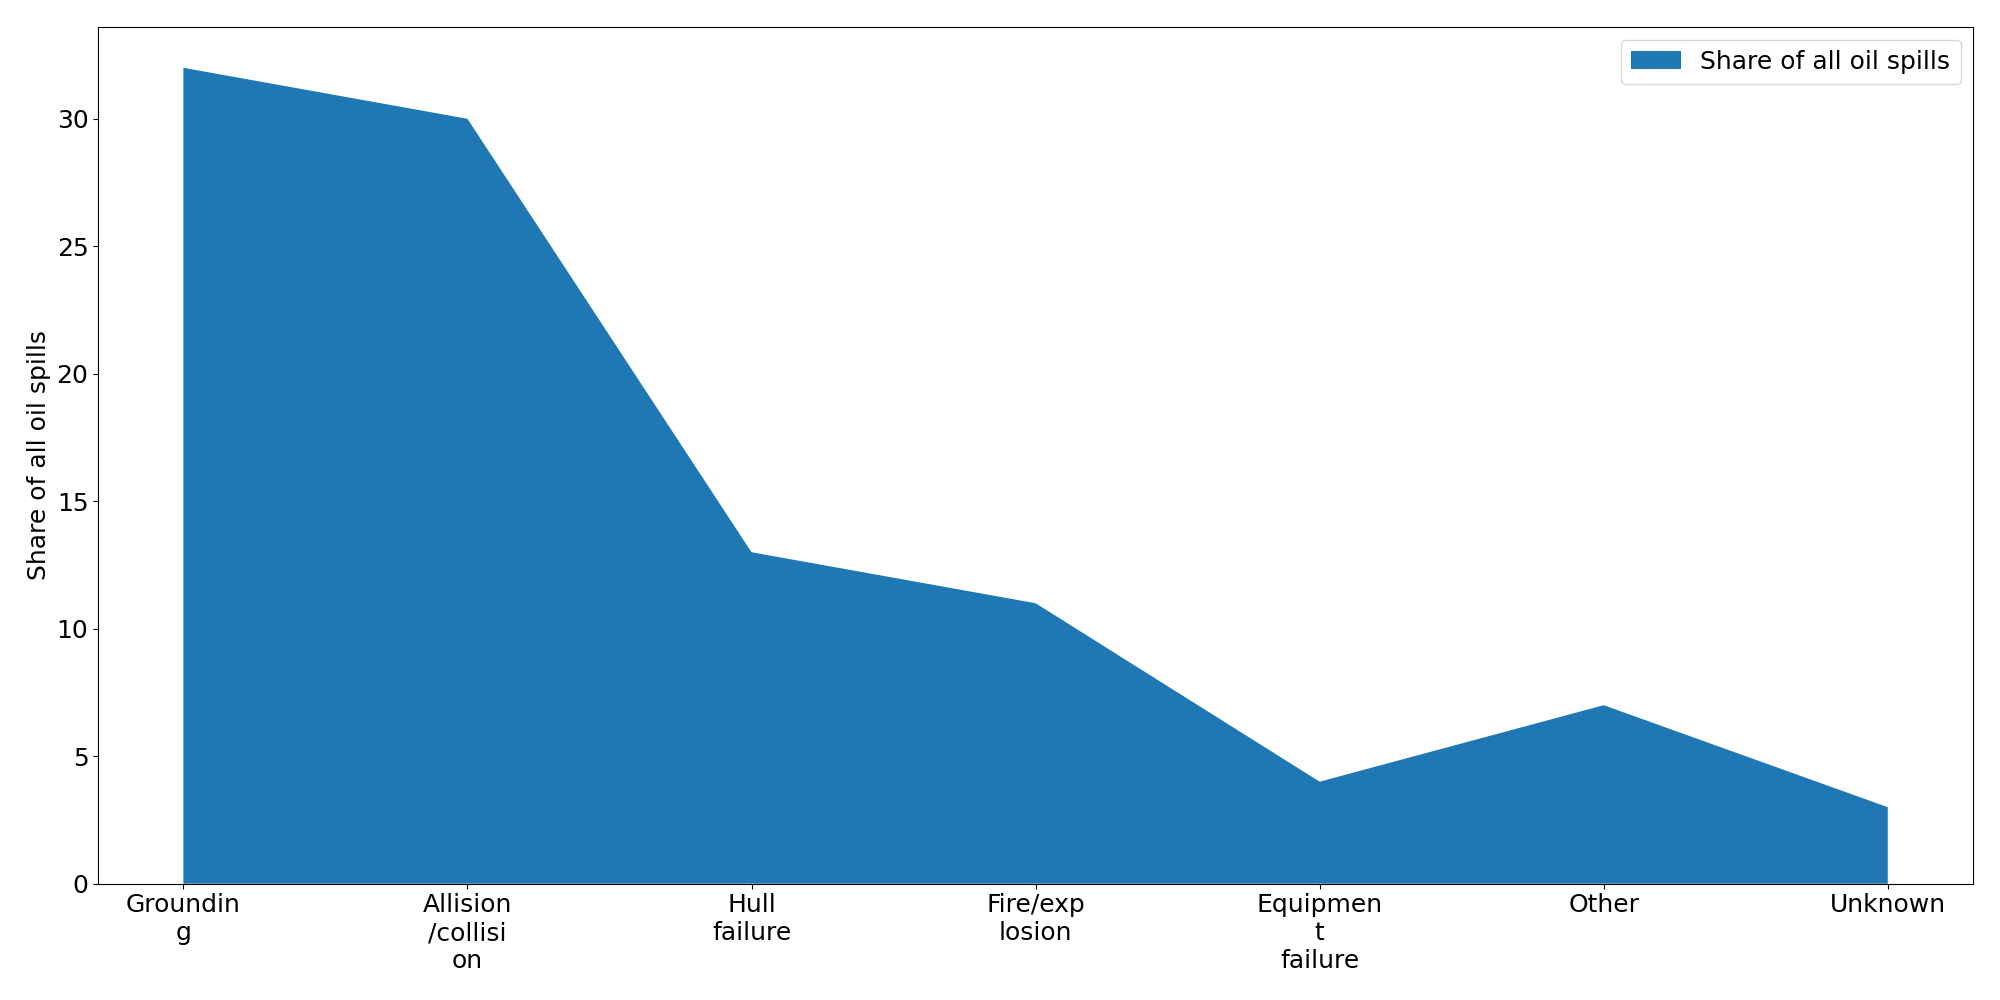 Share of all oil spills
Share of all oil spills
30
25
20
15
10
5
0
Groundin
g
Allision
/collisi
on
Hull
failure
Fire/exp
losion
Equipmen
t
failure
Other
Unknown